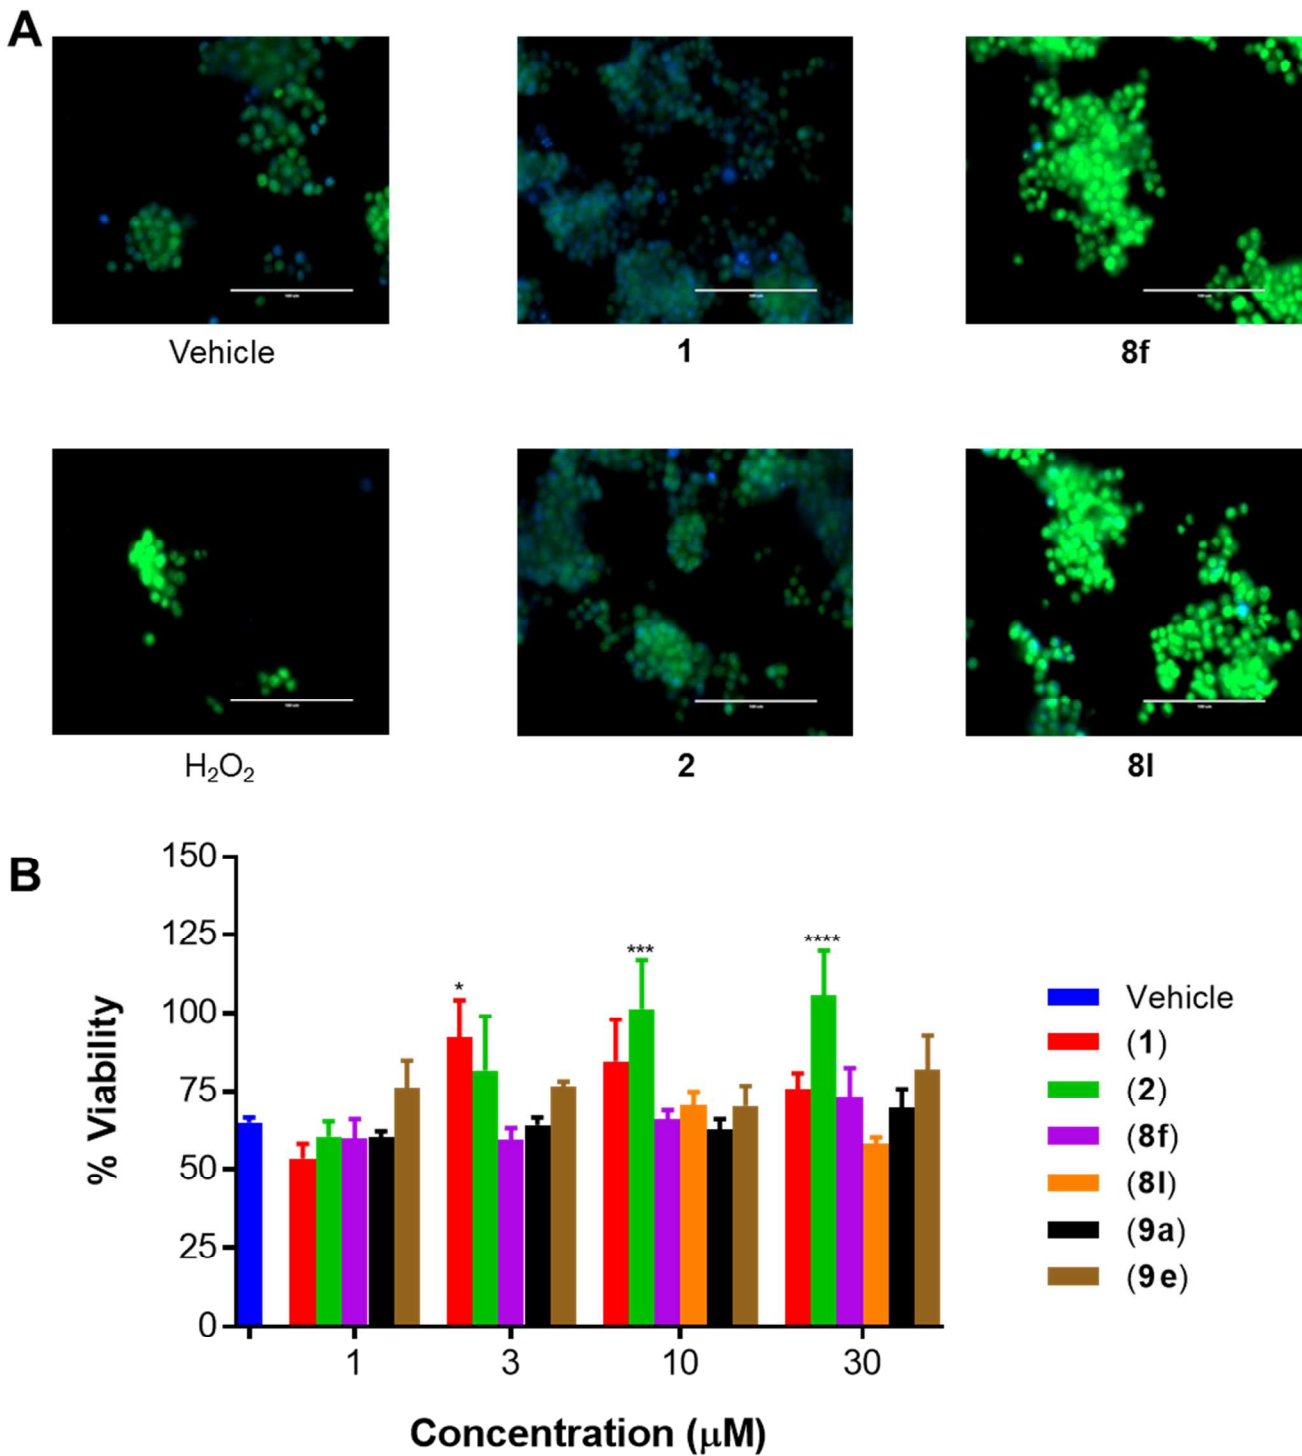 A
Vehicle
1
8f
H₂O₂
2
8l
B
% Viability
150
125
100
75
50
25
0
*
***
****
1
3
10
30
Concentration (μM)
Vehicle
(1)
(2)
(8f)
(8l)
(9a)
(9e)